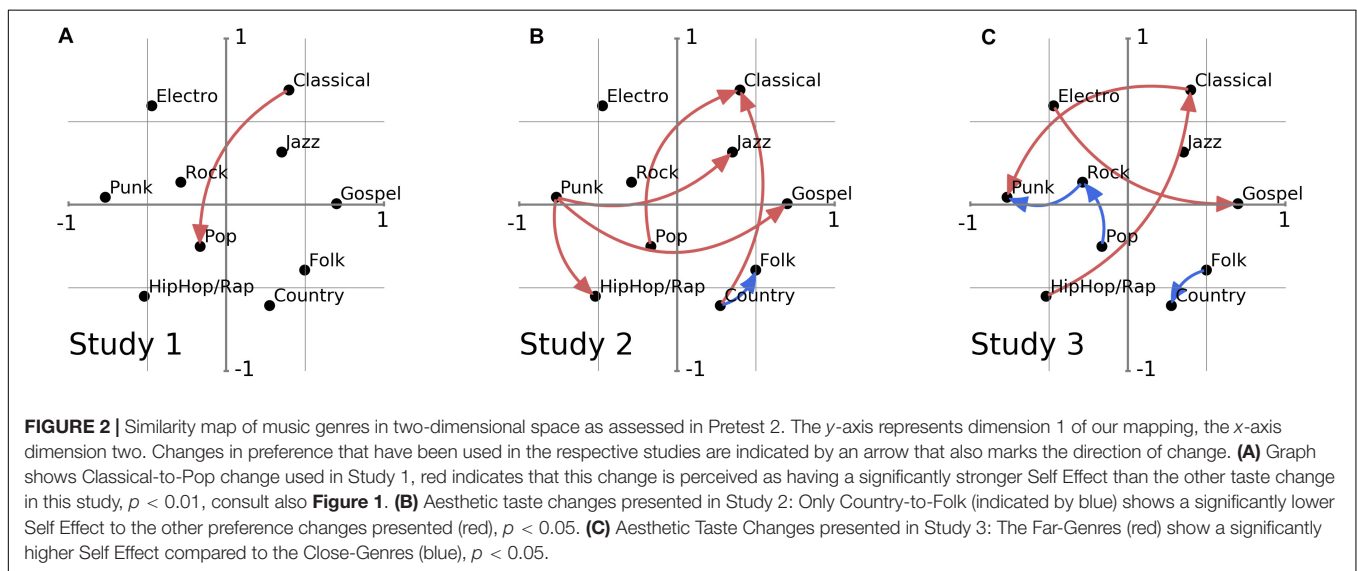 A
1
Classical
Electro
Jazz
Rock
Punk
Gospel
-1
1
Pop
Folk
HipHop/Rap
Country
Study 1
-1
B
1
Classical
Electro
Jazz
Rock
Punk
Gospel
-1
1
Pop
Folk
HipHop/Rap
Country
Study 2
-1
C
1
Classical
Electro
Jazz
Rock
Punk
Gospel
-1
1
Pop
Folk
HipHop/Rap
Country
Study 3
-1
FIGURE 2 | Similarity map of music genres in two-dimensional space as assessed in Pretest 2. The y-axis represents dimension 1 of our mapping, the x-axis
dimension two. Changes in preference that have been used in the respective studies are indicated by an arrow that also marks the direction of change. (A) Graph
shows Classical-to-Pop change used in Study 1, red indicates that this change is perceived as having a significantly stronger Self Effect than the other taste change
in this study, p < 0.01, consult also Figure 1. (B) Aesthetic taste changes presented in Study 2: Only Country-to-Folk (indicated by blue) shows a significantly lower
Self Effect to the other preference changes presented (red), p < 0.05. (C) Aesthetic Taste Changes presented in Study 3: The Far-Genres (red) show a significantly
higher Self Effect compared to the Close-Genres (blue), p < 0.05.